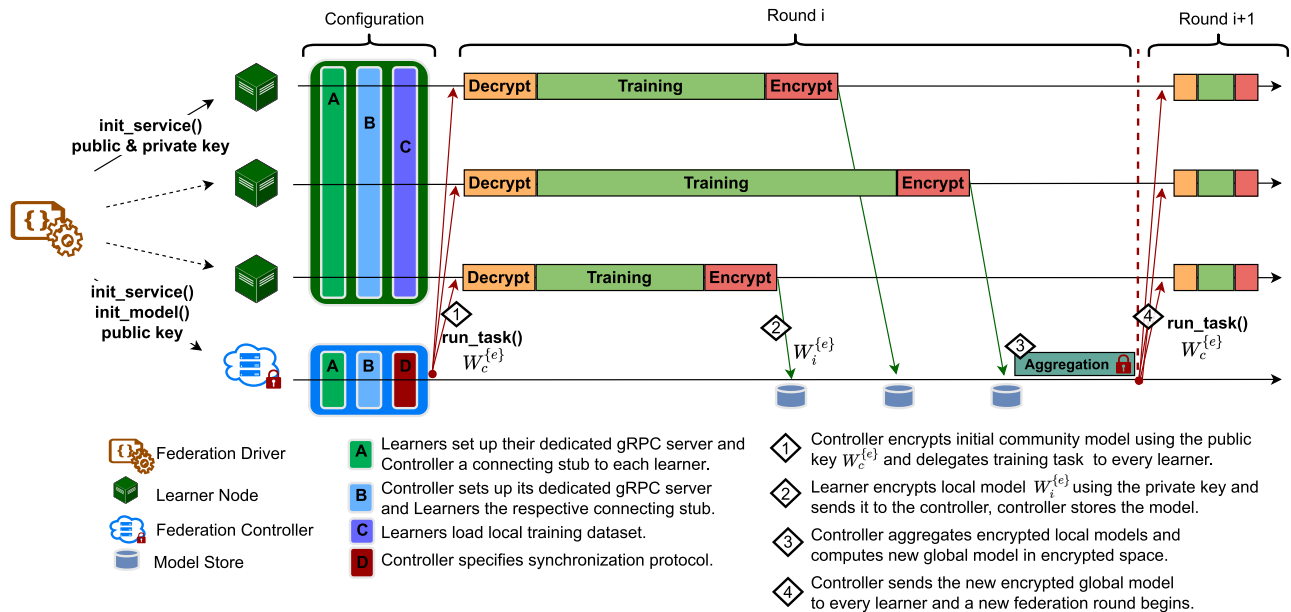 Configuration
Round i
Round i+1
Decrypt
Training
Encrypt
A
B
C
init_service()
public & private key
Decrypt
Training
Encrypt
{}
Decrypt
Training
Encrypt
init_service()
init_model()
public key
1
run_task()
W_c^{e}
2
W_i^{e}
3
Aggregation
4
run_task()
W_c^{e}
A
B
D
{}
Federation Driver
Learner Node
Federation Controller
Model Store
A
Learners set up their dedicated gRPC server and
Controller a connecting stub to each learner.
B
Controller sets up its dedicated gRPC server
and Learners the respective connecting stub.
C
Learners load local training dataset.
D
Controller specifies synchronization protocol.
1
Controller encrypts initial community model using the public
key W_c^{e} and delegates training task to every learner.
2
Learner encrypts local model W_i^{e} using the private key and
sends it to the controller, controller stores the model.
3
Controller aggregates encrypted local models and
computes new global model in encrypted space.
4
Controller sends the new encrypted global model
to every learner and a new federation round begins.